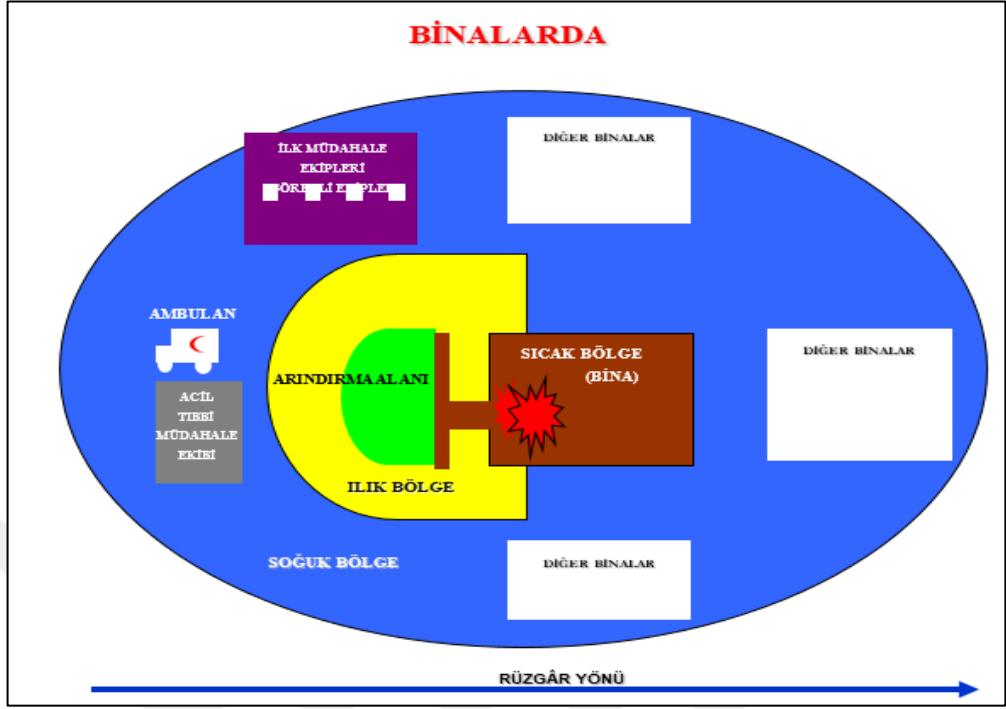 BİNALARDA
İLK MÜDAHALE
EKİPLERİ
DİĞER BİNALAR
AMBULAN
ACİL
TIBBİ
MÜDAHALE
EKİBİ
ARINDIRMA ALANI
SICAK BÖLGE
(BİNA)
DİĞER BİNALAR
ILIK BÖLGE
SOĞUK BÖLGE
DİĞER BİNALAR
RÜZGÂR YÖNÜ